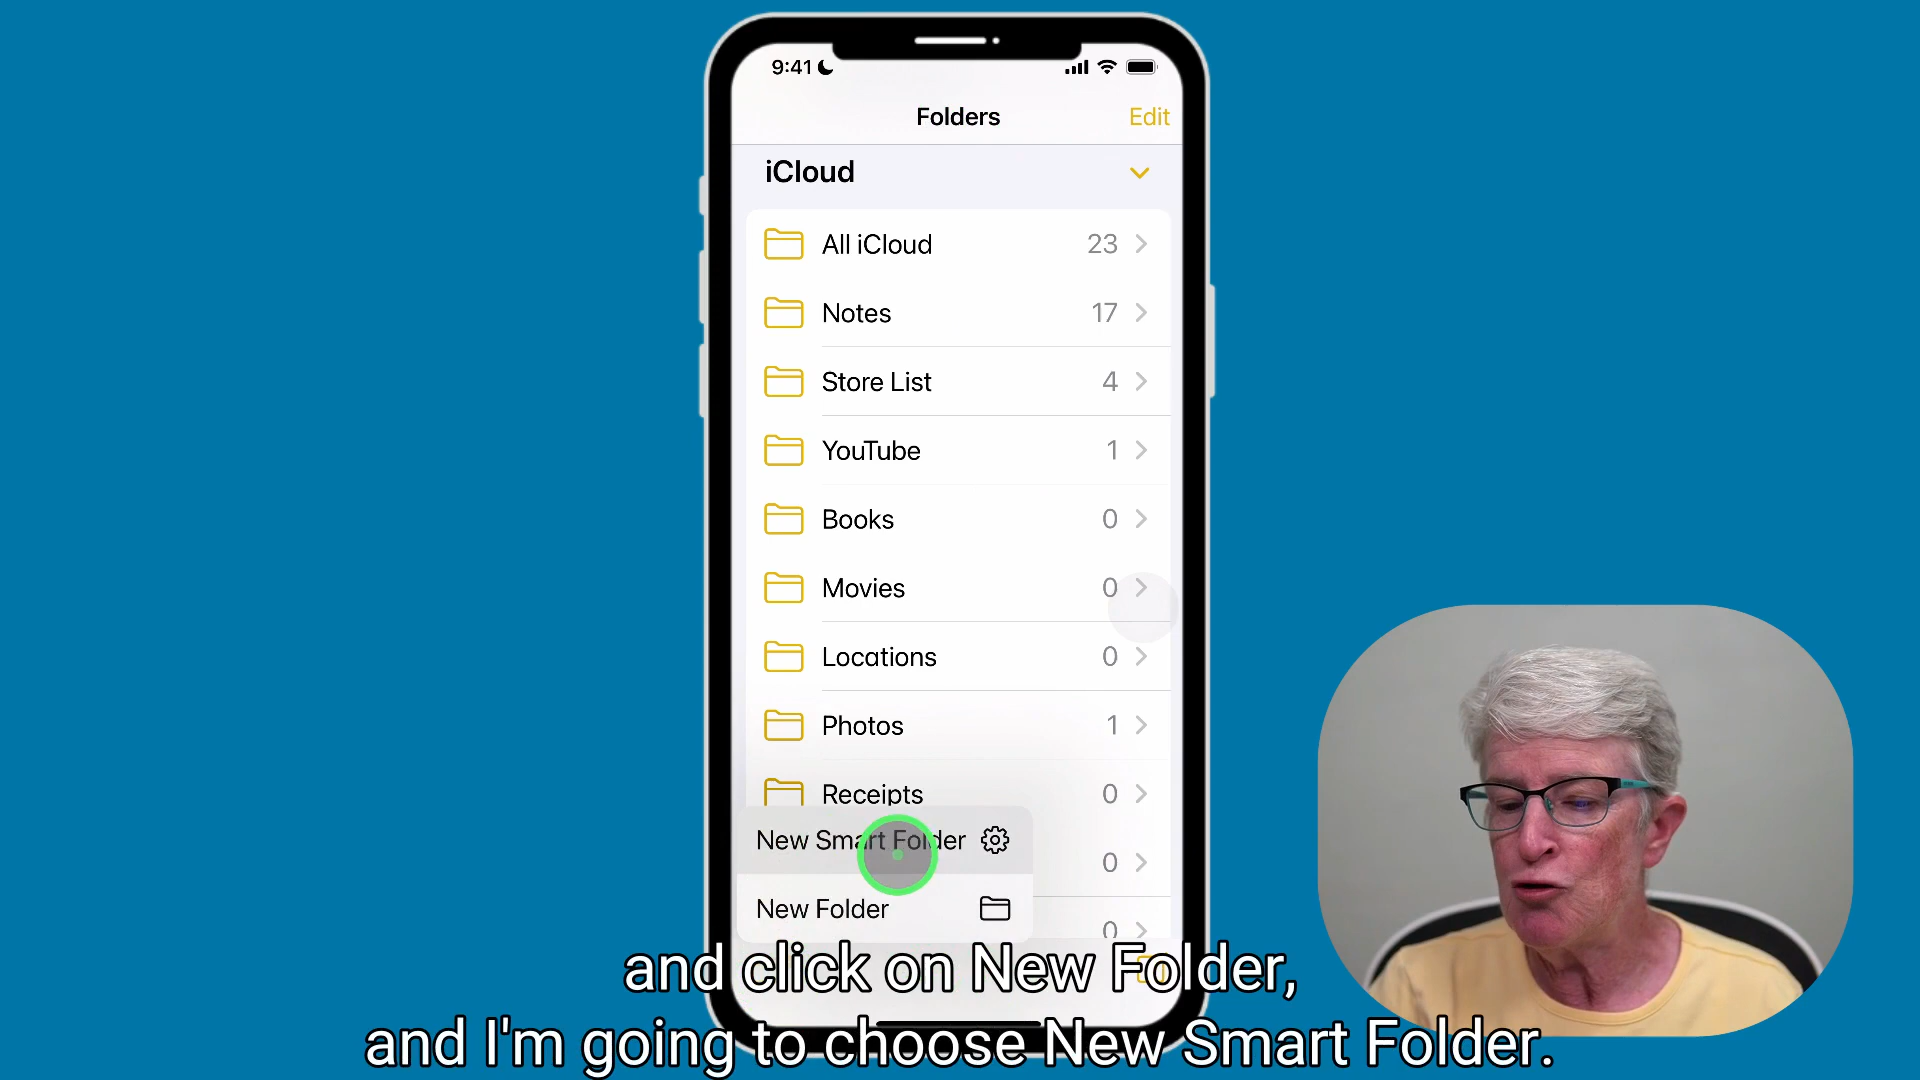 9:41
Folders
Edit
iCloud
All iCloud 23
Notes 17
Store List 4
YouTube 1
Books 0
Movies 0
Locations 0
Photos 1
Receipts 0
New Smart Folder
0
New Folder
0
and click on New Folder,
and I'm going to choose New Smart Folder.